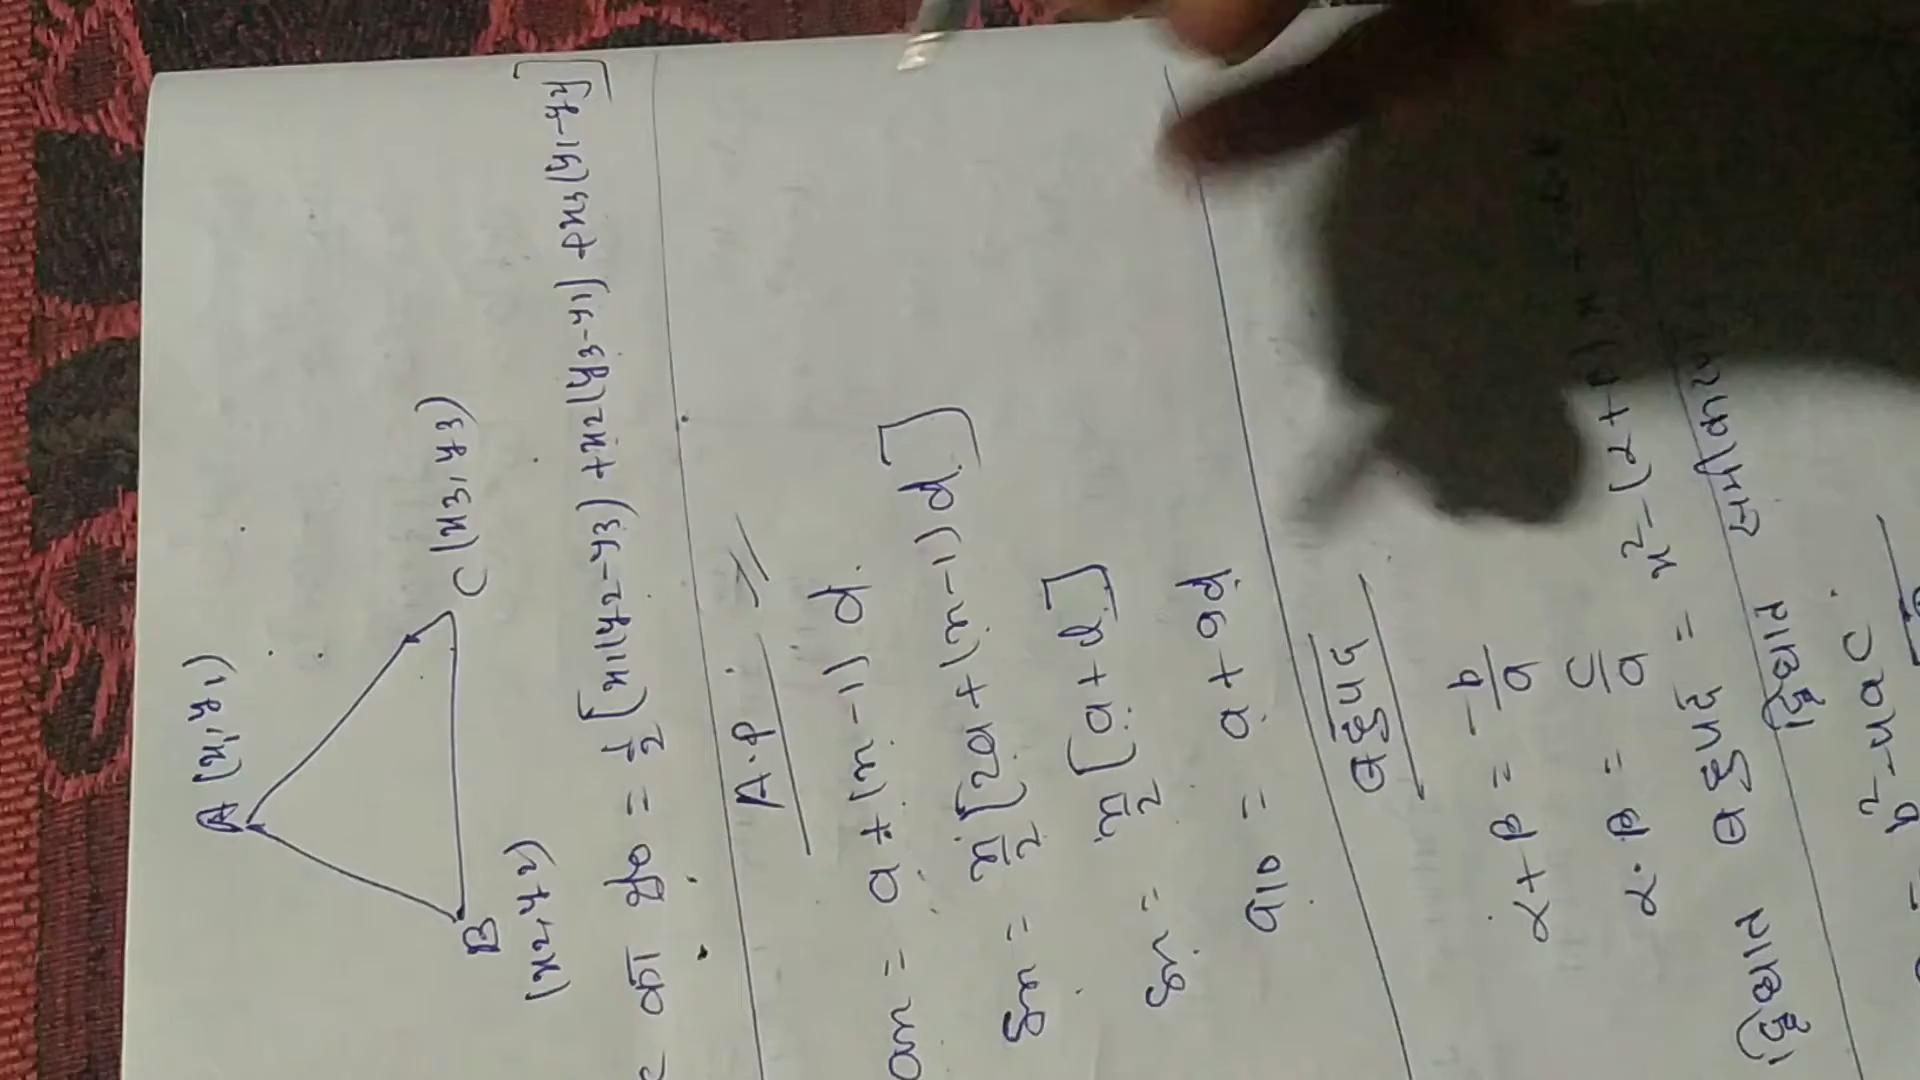 A (x1, y1)
C (x3, y3)
B
(x2, y2)
का क्षे० = 1/2 [x1(y2-y3) + x2(y3-y1) + x3(y1-y2)]
A.P.
an = a + (n-1) d.
Sn = n/2 [2a + (n-1) d]
Sn = n/2 [a + l]
a10 = a + 9d
बहुपद
α + β = -b/a
α . β = c/a
द्विघात बहुपद = x²-(α+β)x
द्विघात समीकरण
b²-4ac